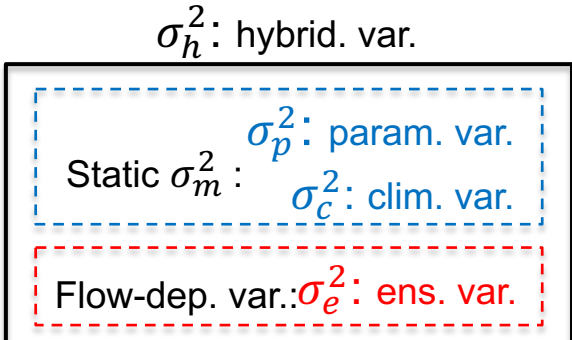 σ_h^2: hybrid. var.
σ_p^2: param. var.
Static σ_m^2 :
σ_c^2: clim. var.
Flow-dep. var.:σ_e^2: ens. var.